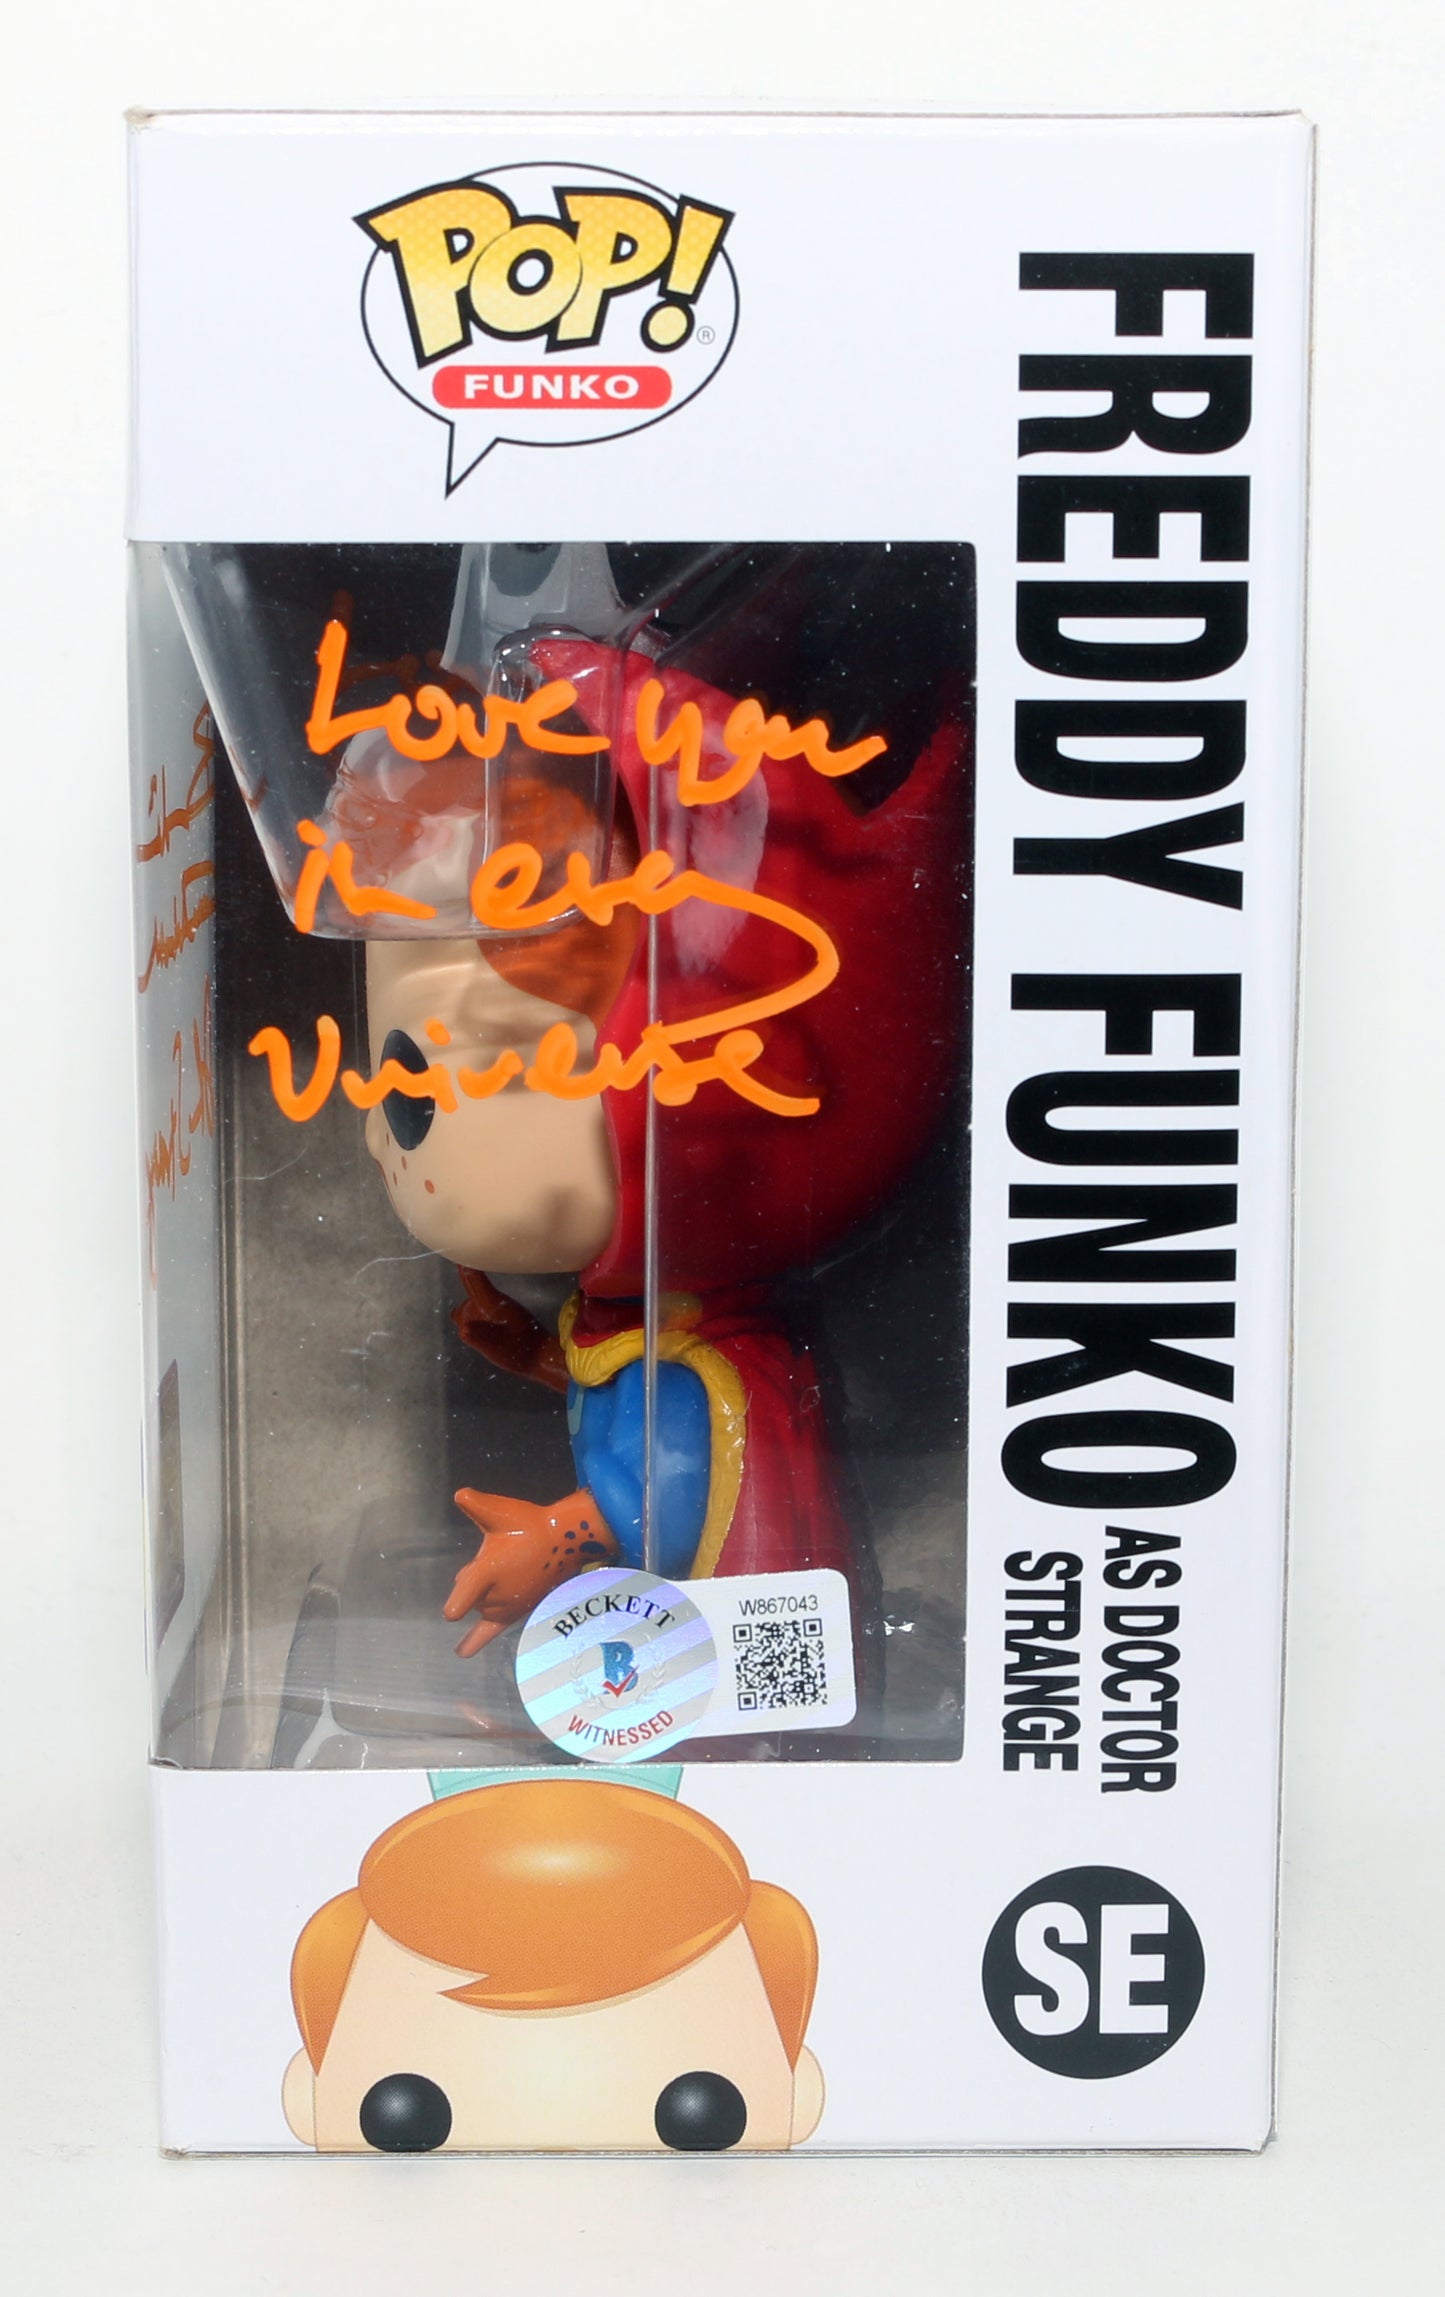 POP!®
FUNKO
Love you
in every
Universe
FREDDY FUNKO
AS DOCTOR
STRANGE
BECKETT
B
WITNESSED
W867043
SE